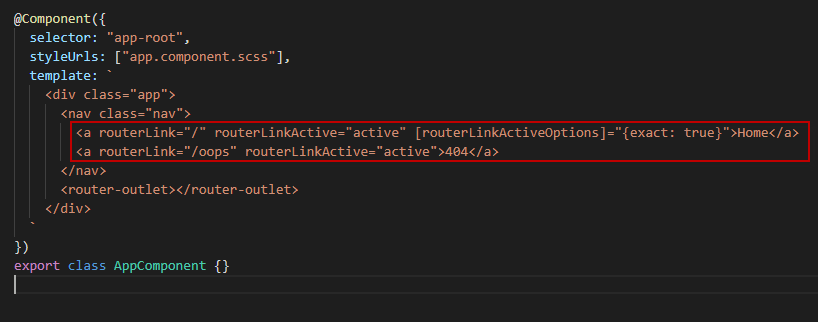 @Component({
selector: "app-root",
styleUrls: ["app.component.scss"],
template: `
<div class="app">
<nav class="nav">
<a routerLink="/" routerLinkActive="active" [routerLinkActiveOptions]="{exact: true}">Home</a>
<a routerLink="/oops" routerLinkActive="active">404</a>
</nav>
<router-outlet></router-outlet>
</div>
`
})
export class AppComponent {}